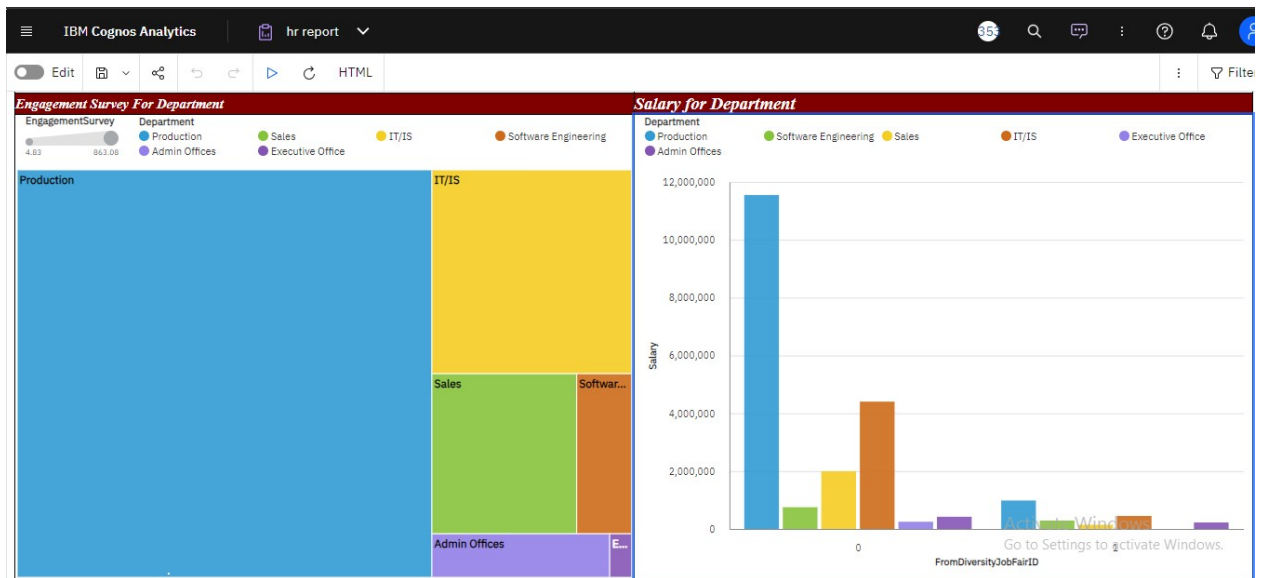 IBM Cognos Analytics
hr report
Edit
HTML
Filte
Engagement Survey For Department
EngagementSurvey
4.83
863.08
Department
Production
Sales
IT/IS
Software Engineering
Admin Offices
Executive Office
Production
IT/IS
Sales
Softwar...
Admin Offices
E...
Salary for Department
Department
Production
Software Engineering
Sales
IT/IS
Executive Office
Admin Offices
12,000,000
10,000,000
8,000,000
6,000,000
4,000,000
2,000,000
0
Salary
0
FromDiversityJobFairID
Activate Windows
Go to Settings to activate Windows.